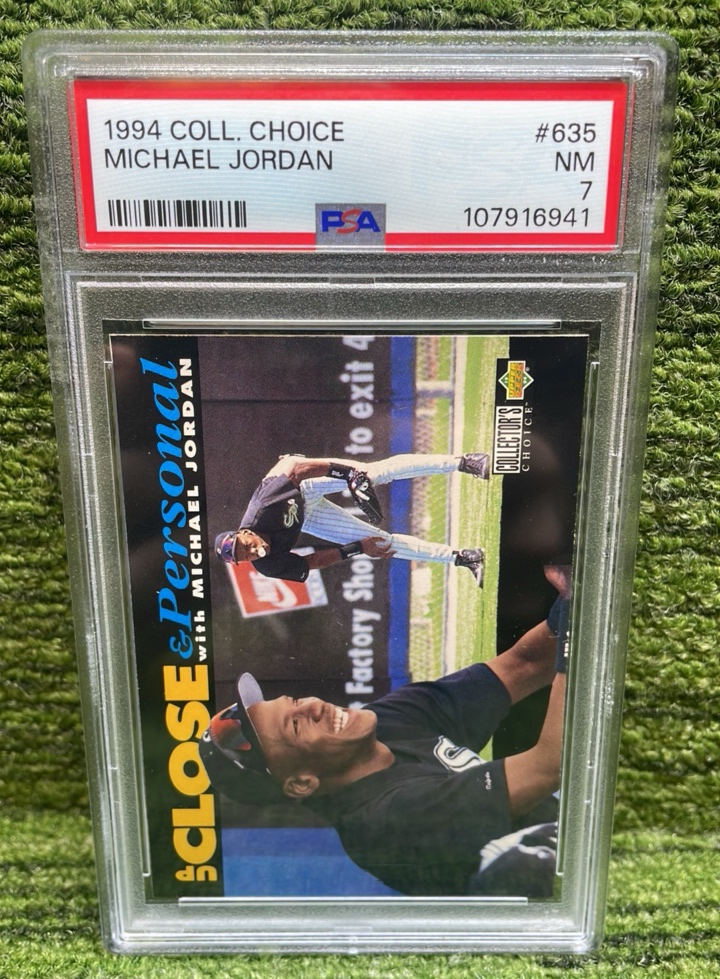 1994 COLL. CHOICE #635
MICHAEL JORDAN NM
7
PSA 107916941
up CLOSE & Personal
with MICHAEL JORDAN
Factory Sho to exit 4
Sox
COLLECTOR'S
CHOICE